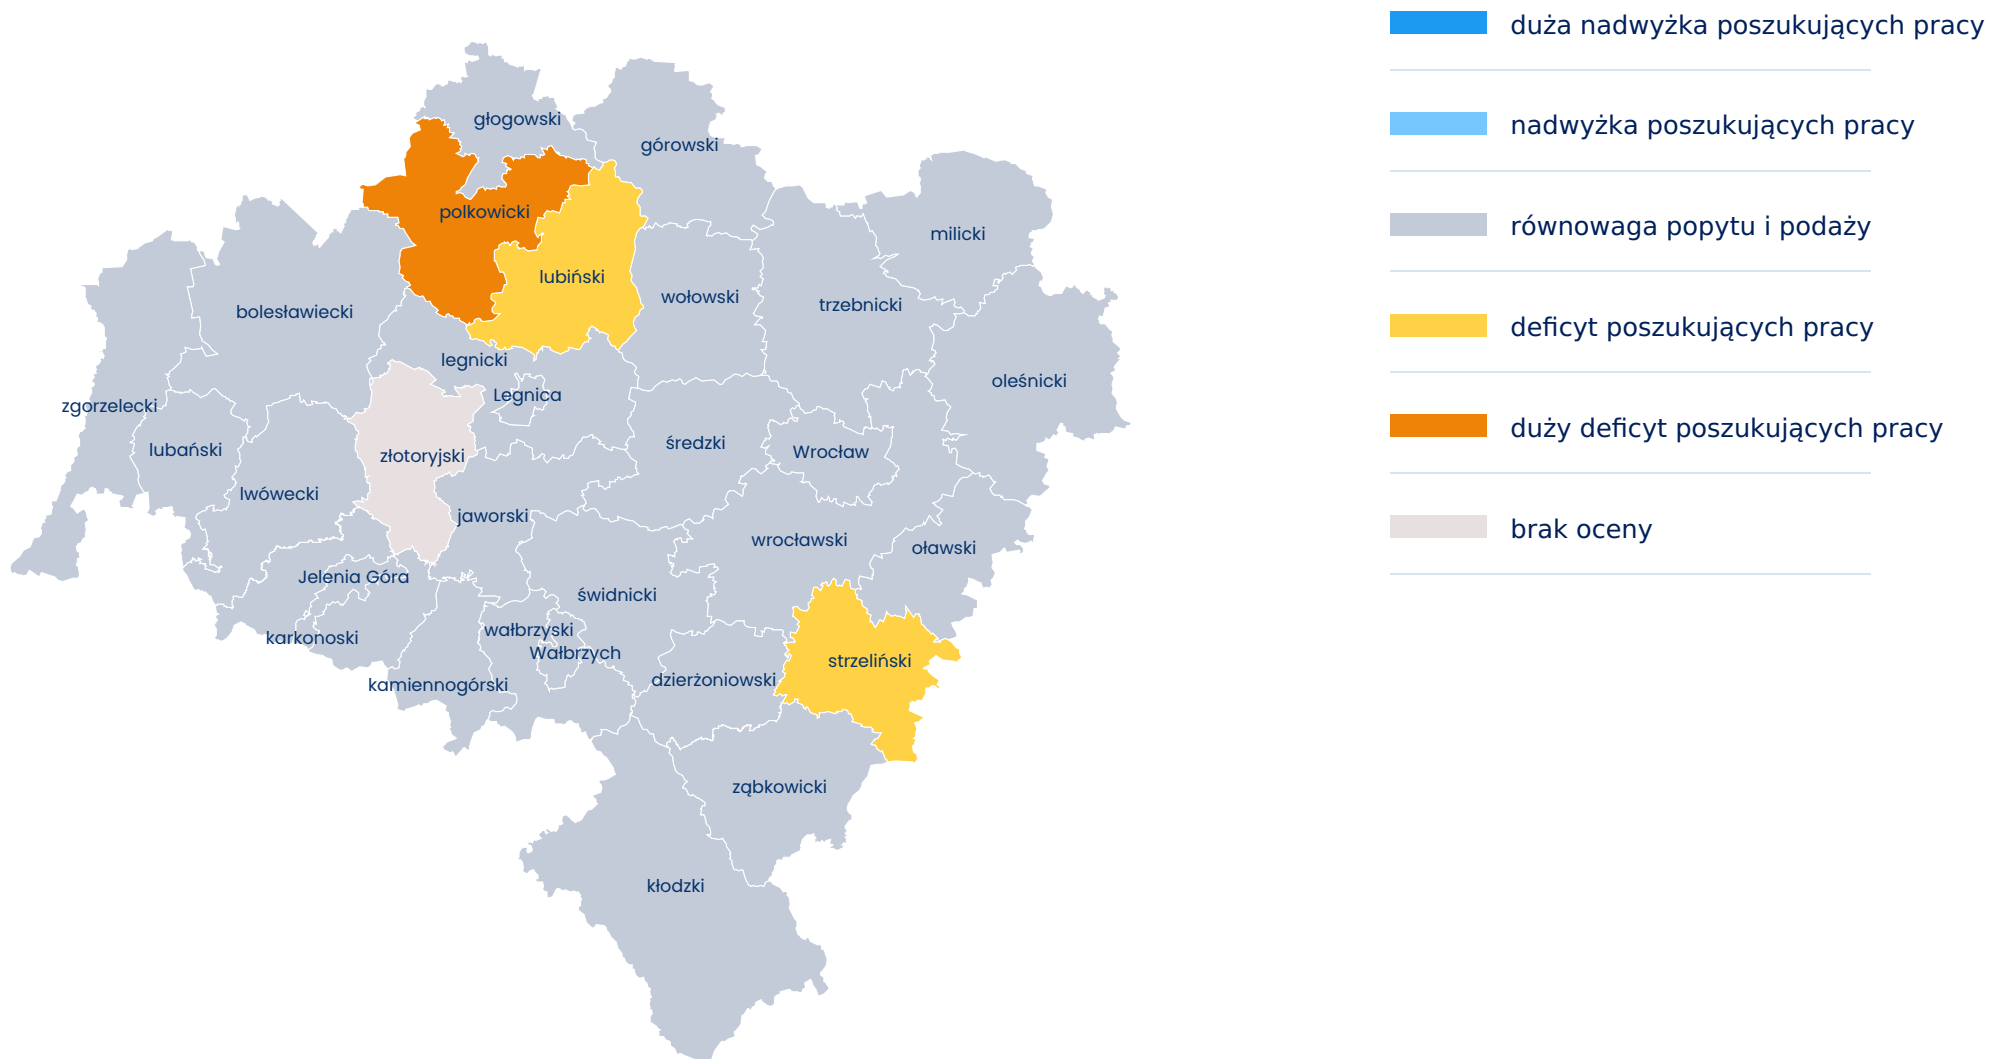 duża nadwyżka poszukujących pracy
nadwyżka poszukujących pracy
równowaga popytu i podaży
deficyt poszukujących pracy
duży deficyt poszukujących pracy
brak oceny
głogowski
górowski
polkowicki
milicki
lubiński
wołowski
trzebnicki
bolesławiecki
legnicki
oleśnicki
Legnica
zgorzelecki
średzki
lubański
Wrocław
złotoryjski
lwówecki
jaworski
wrocławski
oławski
Jelenia Góra
świdnicki
wałbrzyski
karkonoski
Wałbrzych
strzeliński
dzierżoniowski
kamiennogórski
ząbkowicki
kłodzki